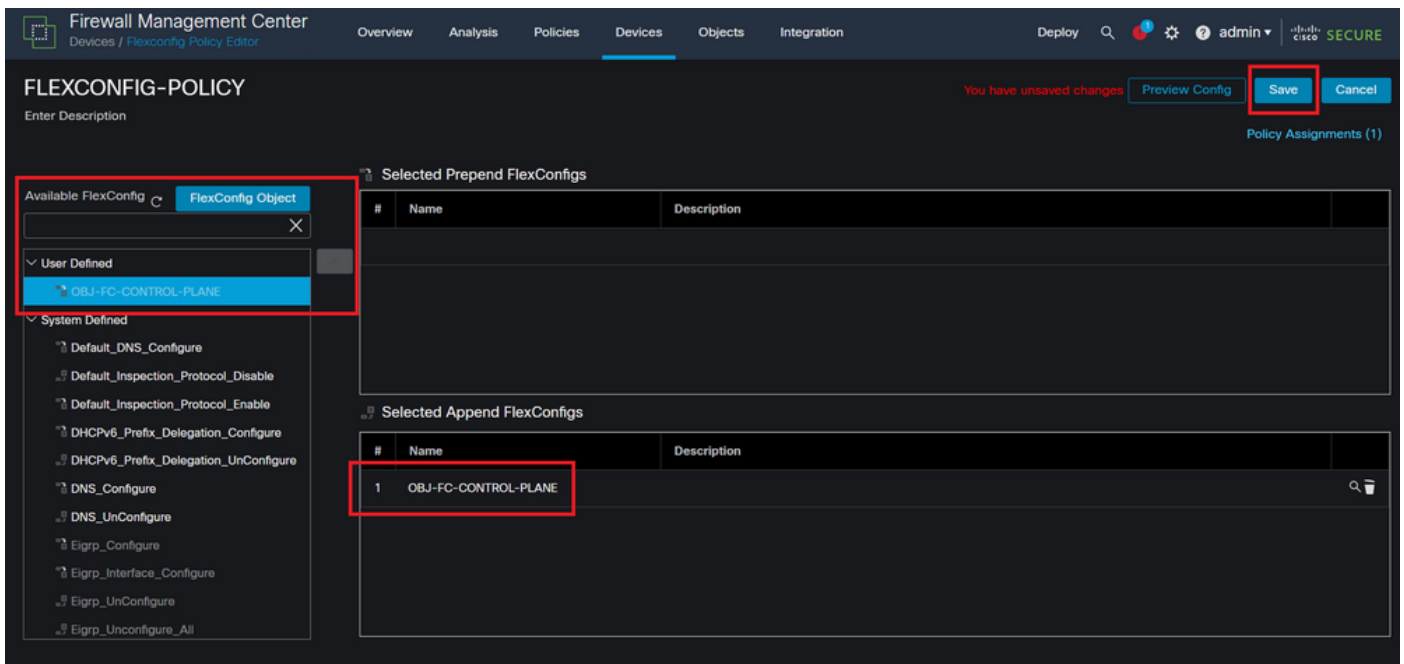 Firewall Management Center
Devices / Flexconfig Policy Editor
Overview Analysis Policies Devices Objects Integration
Deploy 1 admin cisco SECURE
FLEXCONFIG-POLICY
Enter Description
You have unsaved changes Preview Config Save Cancel
Policy Assignments (1)
Available FlexConfig FlexConfig Object
User Defined
OBJ-FC-CONTROL-PLANE
System Defined
Default_DNS_Configure
Default_Inspection_Protocol_Disable
Default_Inspection_Protocol_Enable
DHCPv6_Prefix_Delegation_Configure
DHCPv6_Prefix_Delegation_UnConfigure
DNS_Configure
DNS_UnConfigure
Eigrp_Configure
Eigrp_Interface_Configure
Eigrp_UnConfigure
Eigrp_Unconfigure_All
Selected Prepend FlexConfigs
# Name Description
Selected Append FlexConfigs
# Name Description
1 OBJ-FC-CONTROL-PLANE